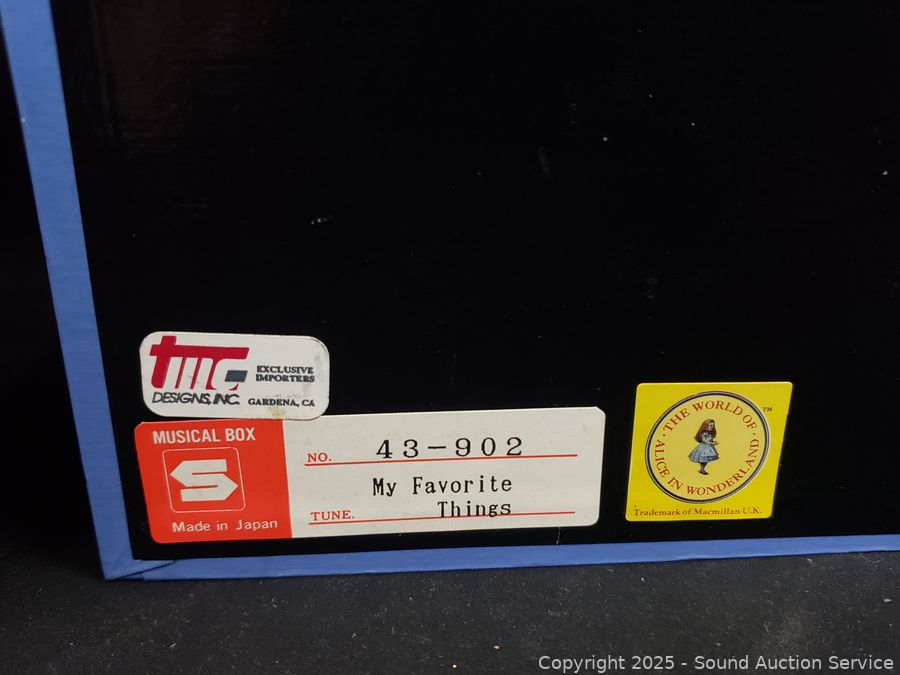 twc
DESIGNS, INC.
EXCLUSIVE
IMPORTERS
GARDENA, CA
MUSICAL BOX
S
Made in Japan
NO. 43-902
My Favorite
TUNE. Things
· THE WORLD OF · ALICE IN WONDERLAND
TM
Trademark of Macmillan U.K.
Copyright 2025 - Sound Auction Service